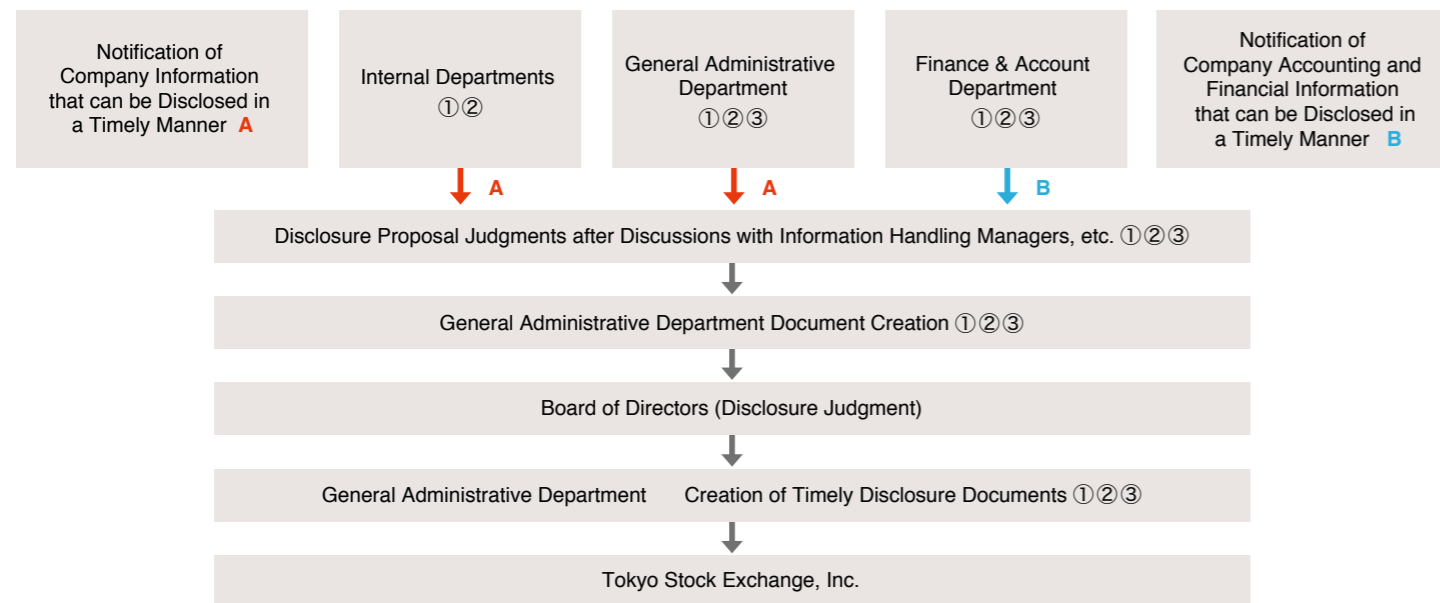 Notification of
Company Information
that can be Disclosed in
a Timely Manner A
Internal Departments
①②
General Administrative
Department
①②③
Finance & Account
Department
①②③
Notification of
Company Accounting and
Financial Information
that can be Disclosed in
a Timely Manner B
A
A
B
Disclosure Proposal Judgments after Discussions with Information Handling Managers, etc. ①②③
General Administrative Department Document Creation ①②③
Board of Directors (Disclosure Judgment)
General Administrative Department Creation of Timely Disclosure Documents ①②③
Tokyo Stock Exchange, Inc.